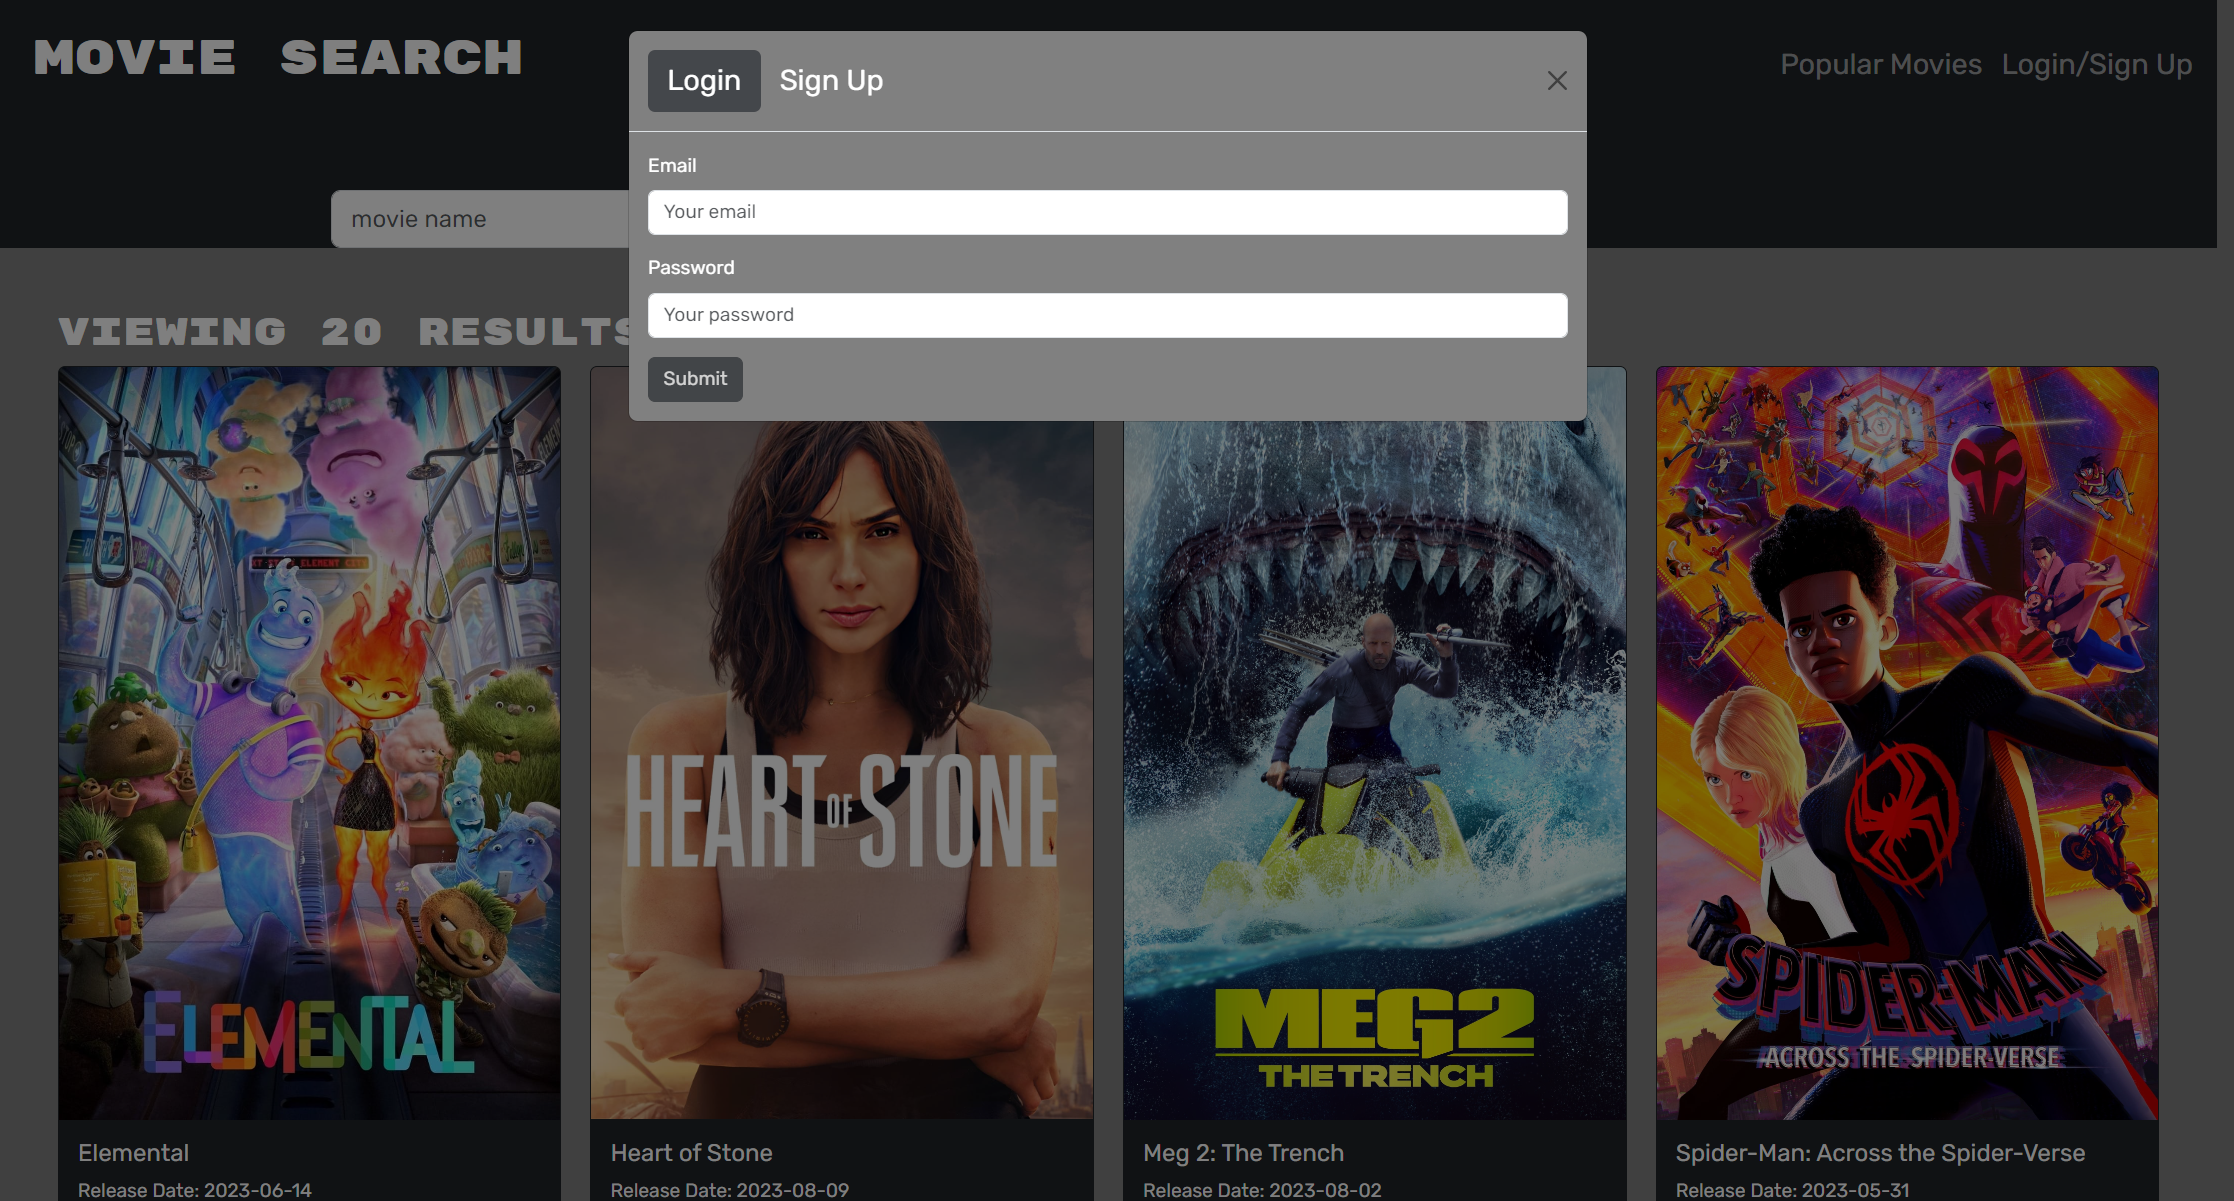 MOVIE SEARCH
Popular Movies Login/Sign Up
Login Sign Up
Email
Your email
Password
Your password
Submit
movie name
VIEWING 20 RESULTS
ELEMENTAL
HEART OF STONE
MEG 2
THE TRENCH
SPIDER-MAN
ACROSS THE SPIDER-VERSE
Elemental
Release Date: 2023-06-14
Heart of Stone
Release Date: 2023-08-09
Meg 2: The Trench
Release Date: 2023-08-02
Spider-Man: Across the Spider-Verse
Release Date: 2023-05-31